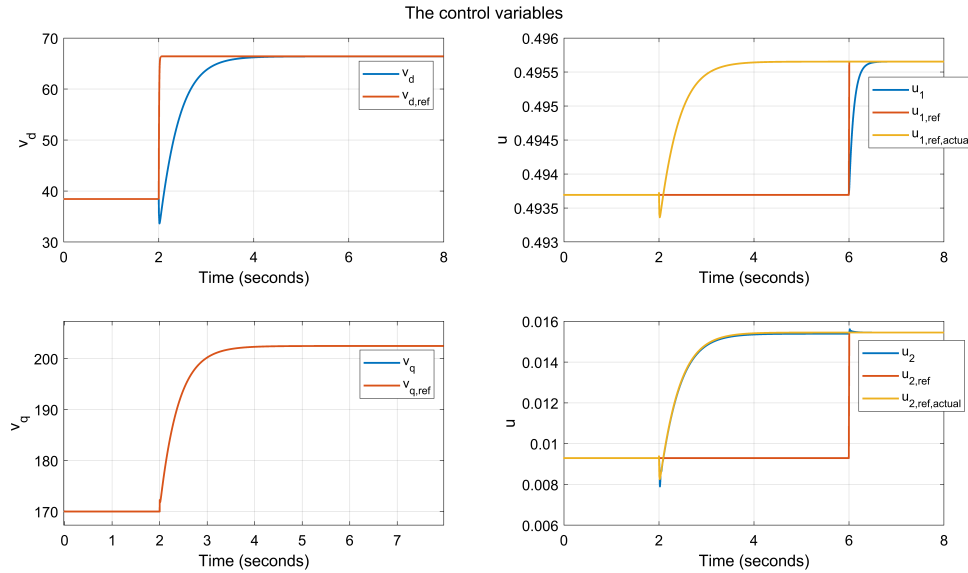 The control variables
70
60
50
40
30
0
2
4
6
8
v_d
Time (seconds)
v_d
v_d,ref
0.496
0.4955
0.495
0.4945
0.494
0.4935
0.493
0
2
4
6
8
u
Time (seconds)
u_1
u_1,ref
u_1,ref,actual
200
190
180
170
0
1
2
3
4
5
6
7
v_q
Time (seconds)
v_q
v_q,ref
0.016
0.014
0.012
0.01
0.008
0.006
0
2
4
6
8
u
Time (seconds)
u_2
u_2,ref
u_2,ref,actual